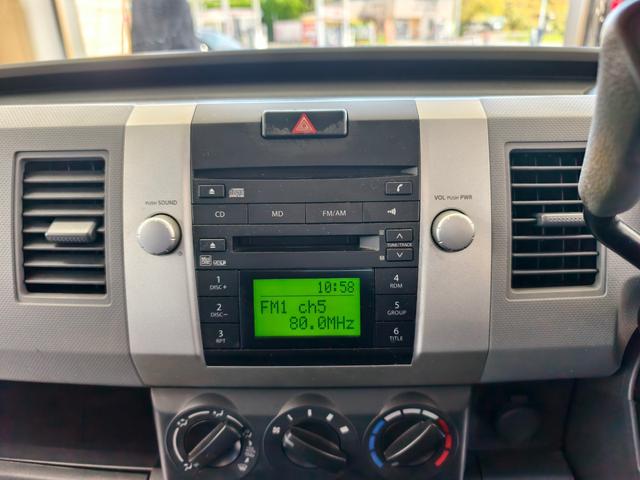 PUSH SOUND
VOL PUSH PWR
CD MD FM/AM
TUNE/TRACK
1 DISC+
2 DISC-
3 RPT
4 RDM
5 GROUP
6 TITLE
10:58
FM1 ch5
80.0MHz